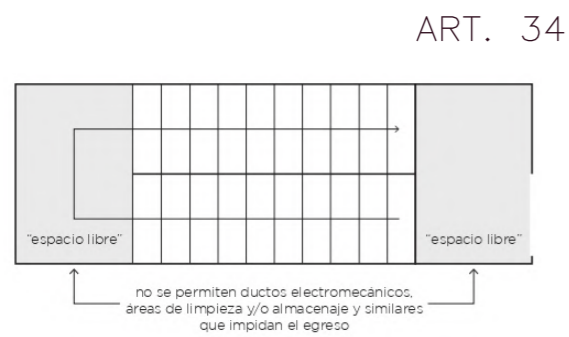 ART. 34
"espacio libre"
"espacio libre"
no se permiten ductos electromecánicos,
áreas de limpieza y/o almacenaje y similares
que impidan el egreso